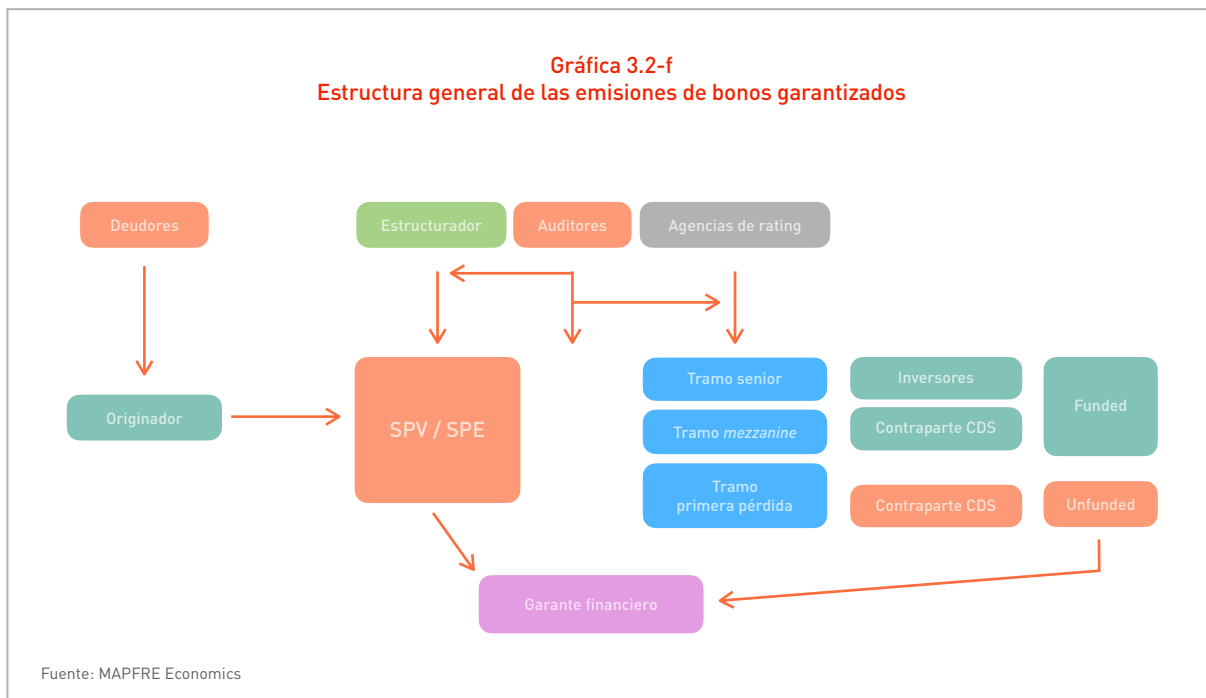 Gráfica 3.2-f
Estructura general de las emisiones de bonos garantizados
Deudores
Estructurador
Auditores
Agencias de rating
Originador
SPV / SPE
Tramo senior
Tramo mezzanine
Tramo
primera pérdida
Inversores
Contraparte CDS
Contraparte CDS
Funded
Unfunded
Garante financiero
Fuente: MAPFRE Economics